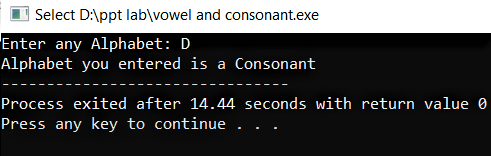 Select D:\ppt lab\vowel and consonant.exe
Enter any Alphabet: D
Alphabet you entered is a Consonant
--------------------------------
Process exited after 14.44 seconds with return value 0
Press any key to continue . . .